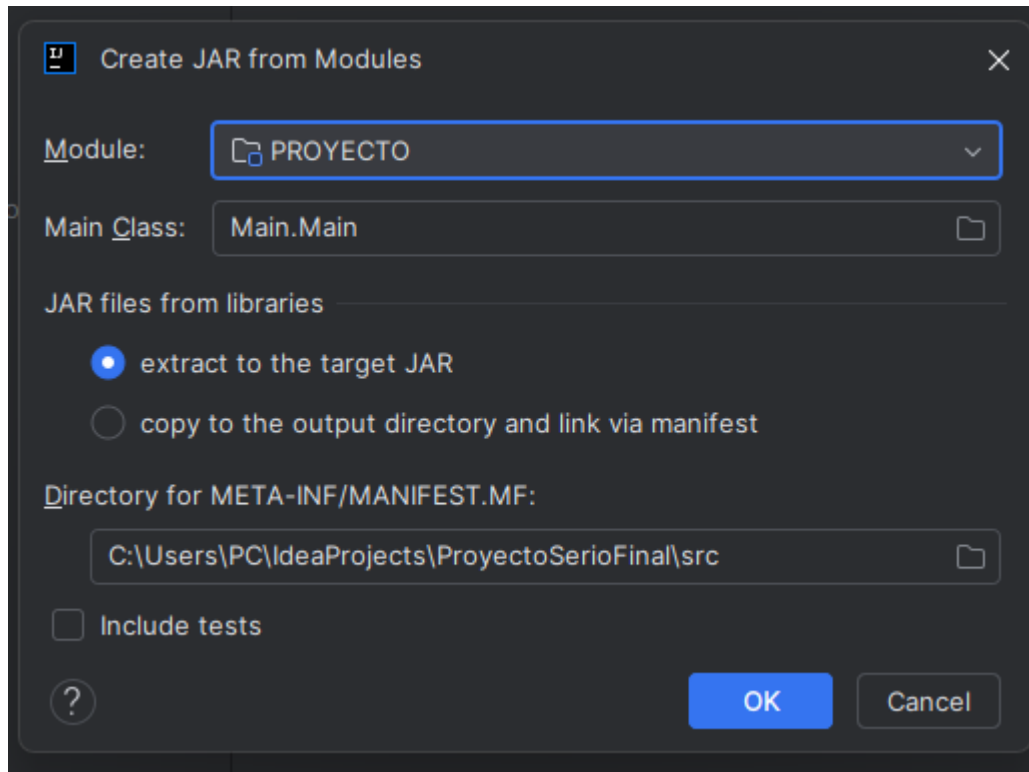 Create JAR from Modules
Module: PROYECTO
Main Class: Main.Main
JAR files from libraries
extract to the target JAR
copy to the output directory and link via manifest
Directory for META-INF/MANIFEST.MF:
C:\Users\PC\IdeaProjects\ProyectoSerioFinal\src
Include tests
? OK Cancel